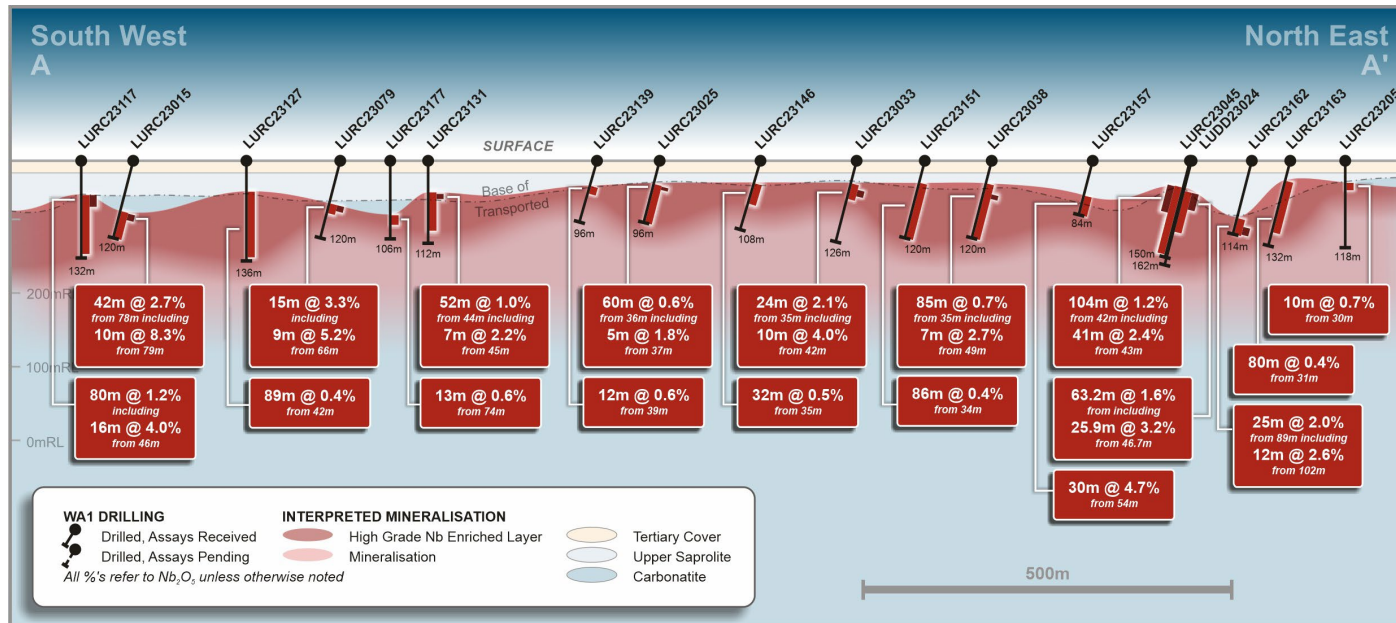 South West
A
North East
A'
LURC23117
LURC23015
LURC23127
LURC23079
LURC23177
LURC23131
LURC23139
LURC23025
LURC23146
LURC23033
LURC23151
LURC23038
LURC23157
LURC23045
LUDD23024
LURC23162
LURC23163
LURC23205
SURFACE
Base of
Transported
132m
120m
136m
120m
106m
112m
96m
96m
108m
126m
120m
120m
84m
150m
162m
114m
132m
118m
200mRL
100mRL
0mRL
42m @ 2.7%
from 78m including
10m @ 8.3%
from 79m
15m @ 3.3%
including
9m @ 5.2%
from 66m
52m @ 1.0%
from 44m including
7m @ 2.2%
from 45m
60m @ 0.6%
from 36m including
5m @ 1.8%
from 37m
24m @ 2.1%
from 35m including
10m @ 4.0%
from 42m
85m @ 0.7%
from 35m including
7m @ 2.7%
from 49m
104m @ 1.2%
from 42m including
41m @ 2.4%
from 43m
10m @ 0.7%
from 30m
80m @ 0.4%
from 31m
80m @ 1.2%
including
16m @ 4.0%
from 46m
89m @ 0.4%
from 42m
13m @ 0.6%
from 74m
12m @ 0.6%
from 39m
32m @ 0.5%
from 35m
86m @ 0.4%
from 34m
63.2m @ 1.6%
from including
25.9m @ 3.2%
from 46.7m
25m @ 2.0%
from 89m including
12m @ 2.6%
from 102m
30m @ 4.7%
from 54m
WA1 DRILLING
Drilled, Assays Received
Drilled, Assays Pending
All %'s refer to Nb₂O₅ unless otherwise noted
INTERPRETED MINERALISATION
High Grade Nb Enriched Layer
Mineralisation
Tertiary Cover
Upper Saprolite
Carbonatite
500m